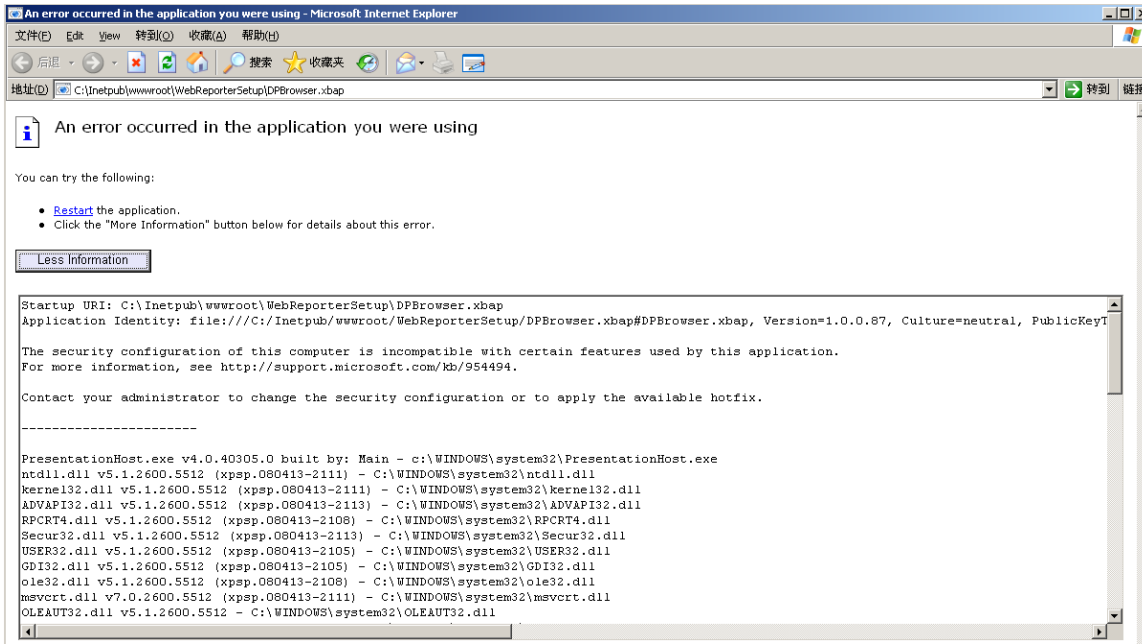 An error occurred in the application you were using - Microsoft Internet Explorer
文件(F) Edit View 转到(O) 收藏(A) 帮助(H)
后退 搜索 收藏夹
地址(D) C:\Inetpub\wwwroot\WebReporterSetup\DPBrowser.xbap 转到 链接
An error occurred in the application you were using
You can try the following:
• Restart the application.
• Click the "More Information" button below for details about this error.
Less Information
Startup URI: C:\Inetpub\wwwroot\WebReporterSetup\DPBrowser.xbap
Application Identity: file:///C:/Inetpub/wwwroot/WebReporterSetup/DPBrowser.xbap#DPBrowser.xbap, Version=1.0.0.87, Culture=neutral, PublicKeyT
The security configuration of this computer is incompatible with certain features used by this application.
For more information, see http://support.microsoft.com/kb/954494.
Contact your administrator to change the security configuration or to apply the available hotfix.
-----------------------
PresentationHost.exe v4.0.40305.0 built by: Main - c:\WINDOWS\system32\PresentationHost.exe
ntdll.dll v5.1.2600.5512 (xpsp.080413-2111) - C:\WINDOWS\system32\ntdll.dll
kernel32.dll v5.1.2600.5512 (xpsp.080413-2111) - C:\WINDOWS\system32\kernel32.dll
ADVAPI32.dll v5.1.2600.5512 (xpsp.080413-2113) - C:\WINDOWS\system32\ADVAPI32.dll
RPCRT4.dll v5.1.2600.5512 (xpsp.080413-2108) - C:\WINDOWS\system32\RPCRT4.dll
Secur32.dll v5.1.2600.5512 (xpsp.080413-2113) - C:\WINDOWS\system32\Secur32.dll
USER32.dll v5.1.2600.5512 (xpsp.080413-2105) - C:\WINDOWS\system32\USER32.dll
GDI32.dll v5.1.2600.5512 (xpsp.080413-2105) - C:\WINDOWS\system32\GDI32.dll
ole32.dll v5.1.2600.5512 (xpsp.080413-2108) - C:\WINDOWS\system32\ole32.dll
msvcrt.dll v7.0.2600.5512 (xpsp.080413-2111) - C:\WINDOWS\system32\msvcrt.dll
OLEAUT32.dll v5.1.2600.5512 - C:\WINDOWS\system32\OLEAUT32.dll